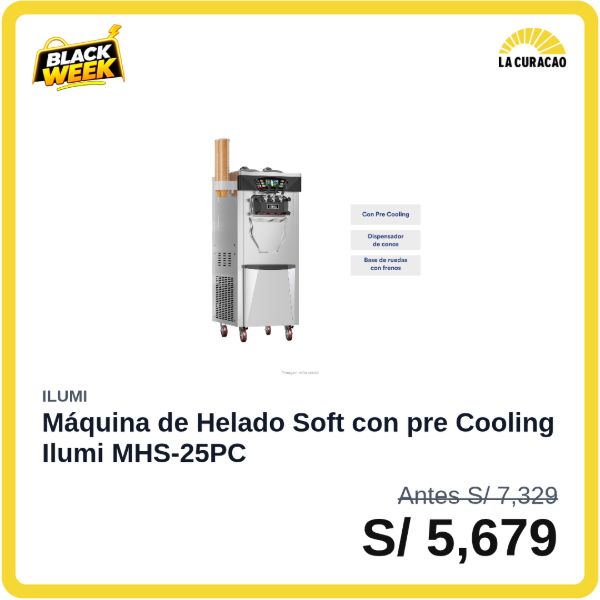 BLACK
WEEK
LA CURACAO
Con Pre Cooling
Dispensador
de conos
Base de ruedas
con frenos
ILUMI
Máquina de Helado Soft con pre Cooling
Ilumi MHS-25PC
Antes S/ 7,329
S/ 5,679